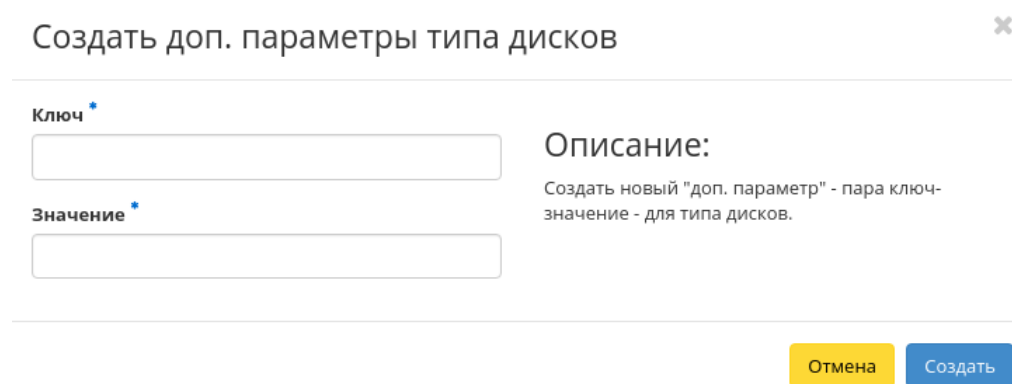 Создать доп. параметры типа дисков
×
Ключ *
Описание:
Создать новый "доп. параметр" - пара ключ-
значение - для типа дисков.
Значение *
Отмена
Создать